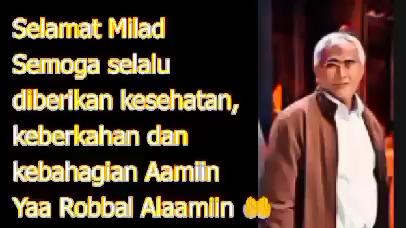 Selamat Milad
Semoga selalu
diberikan kesehatan,
keberkahan dan
kebahagian Aamiin
Yaa Robbal Alaamiin 🤲